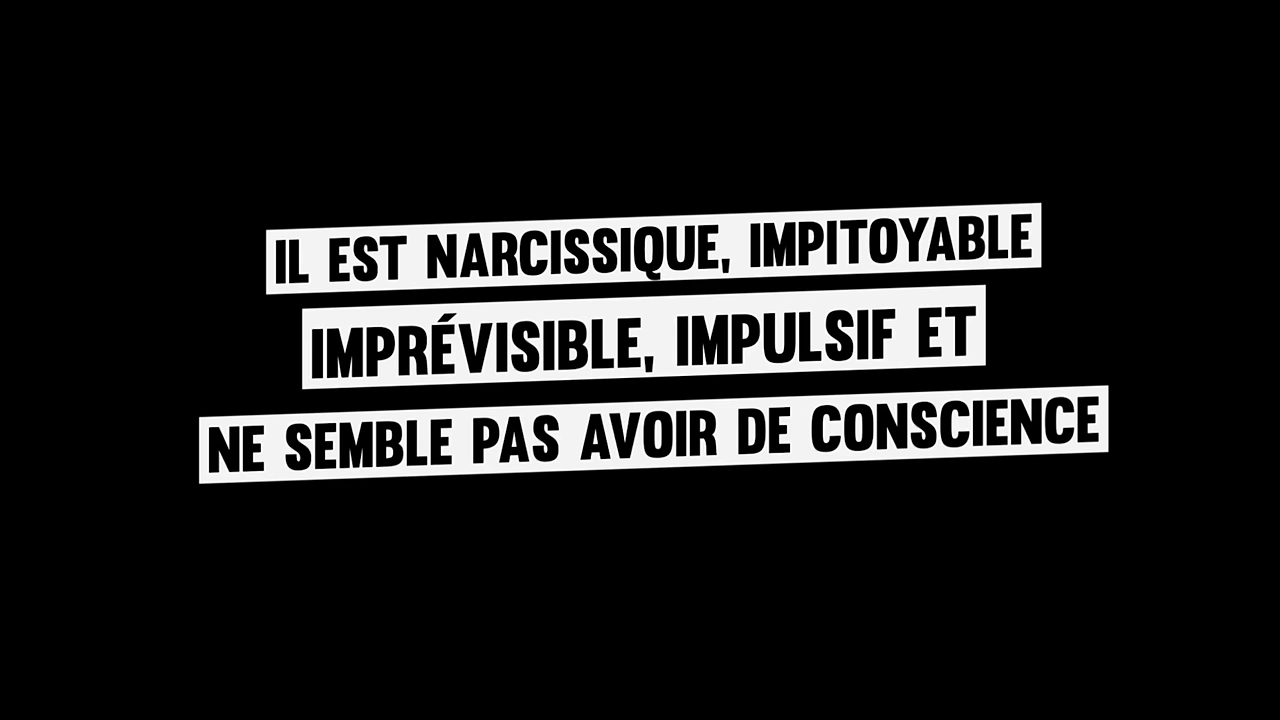 IL EST NARCISSIQUE, IMPITOYABLE
IMPRÉVISIBLE, IMPULSIF ET
NE SEMBLE PAS AVOIR DE CONSCIENCE